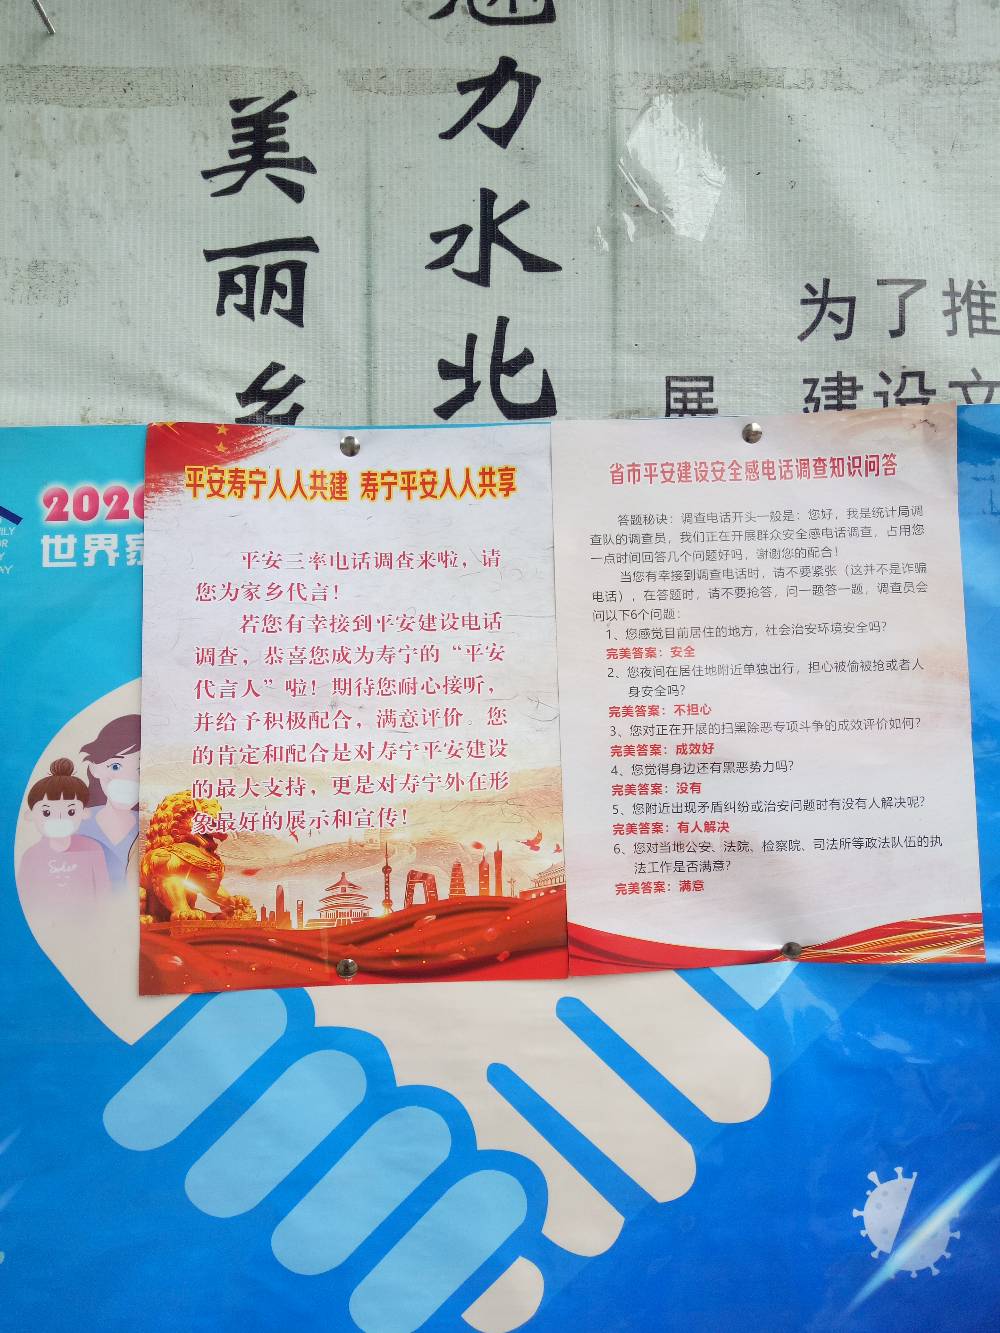 魅力水北
美丽乡
为了推
展
建设文
2020
世界家
平安寿宁人人共建 寿宁平安人人共享
平安三率电话调查来啦，请
您为家乡代言！
若您有幸接到平安建设电话
调查，恭喜您成为寿宁的“平安
代言人”啦！期待您耐心接听，
并给予积极配合，满意评价。您
的肯定和配合是对寿宁平安建设
的最大支持，更是对寿宁外在形
象最好的展示和宣传！
省市平安建设安全感电话调查知识问答
答题秘诀：调查电话开头一般是：您好，我是统计局调
查队的调查员，我们正在开展群众安全感电话调查，占用您
一点时间回答几个问题好吗，谢谢您的配合！
当您有幸接到调查电话时，请不要紧张（这并不是诈骗
电话），在答题时，请不要抢答，问一题答一题，调查员会
问以下6个问题：
1、您感觉目前居住的地方，社会治安环境安全吗？
完美答案：安全
2、您夜间在居住地附近单独出行，担心被偷被抢或者人
身安全吗？
完美答案：不担心
3、您对正在开展的扫黑除恶专项斗争的成效评价如何？
完美答案：成效好
4、您觉得身边还有黑恶势力吗？
完美答案：没有
5、您附近出现矛盾纠纷或治安问题时有没有人解决呢？
完美答案：有人解决
6、您对当地公安、法院、检察院、司法所等政法队伍的执
法工作是否满意？
完美答案：满意